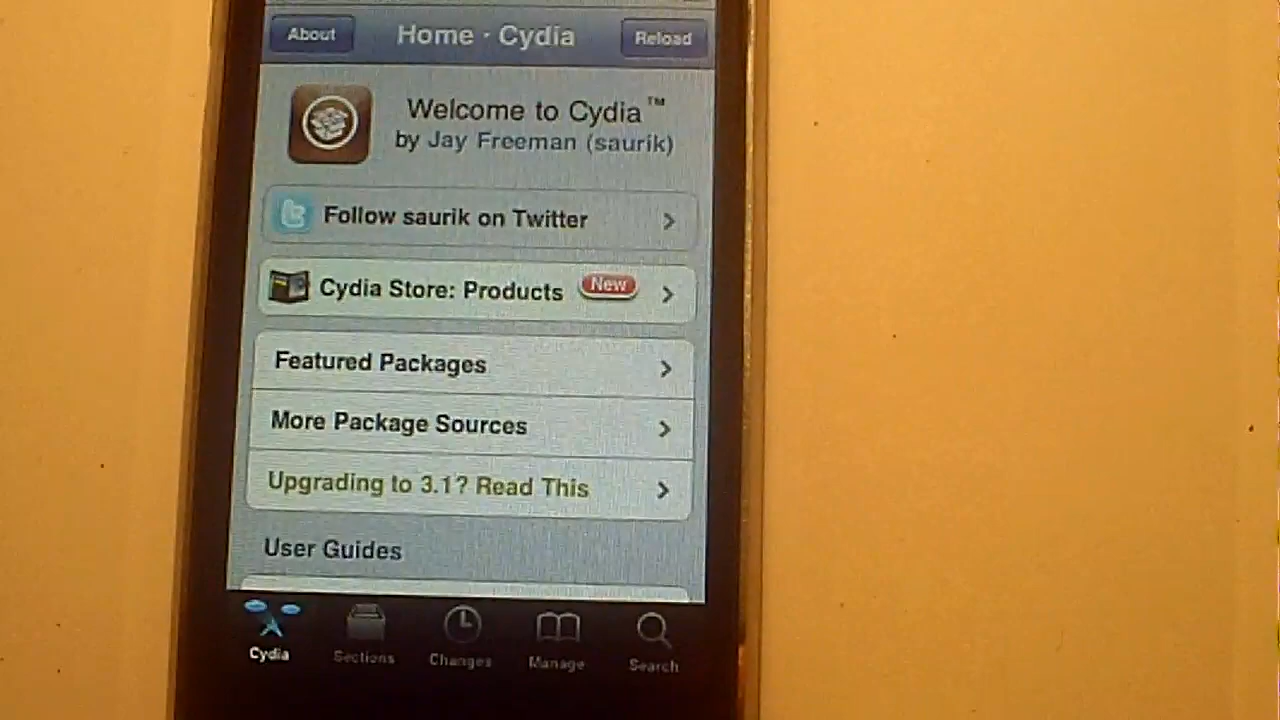 About Home · Cydia Reload
Welcome to Cydia™
by Jay Freeman (saurik)
Follow saurik on Twitter
Cydia Store: Products New
Featured Packages
More Package Sources
Upgrading to 3.1? Read This
User Guides
Cydia Sections Changes Manage Search